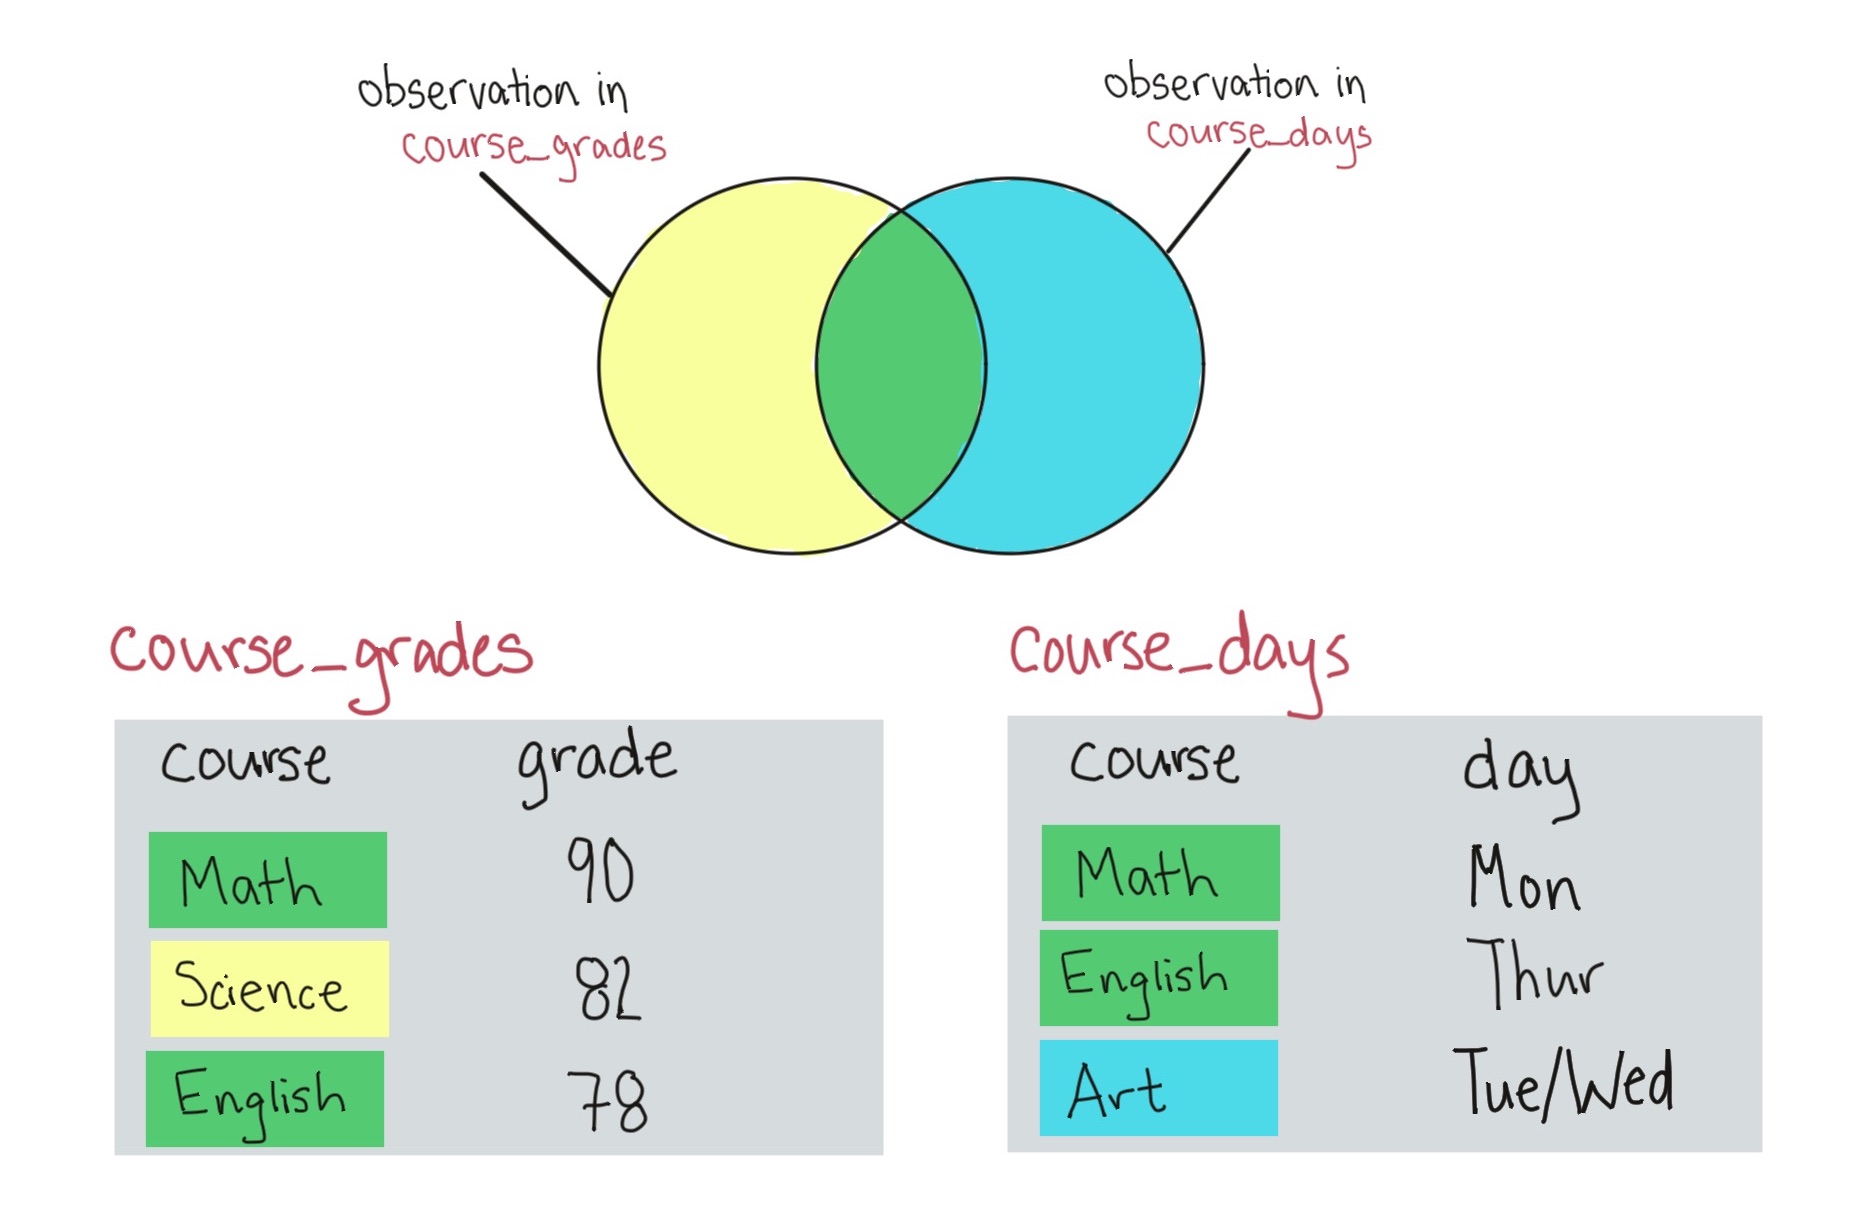 observation in
course_grades
observation in
course_days
course_grades
course grade
Math 90
Science 82
English 78
course_days
course day
Math Mon
English Thur
Art Tue/Wed